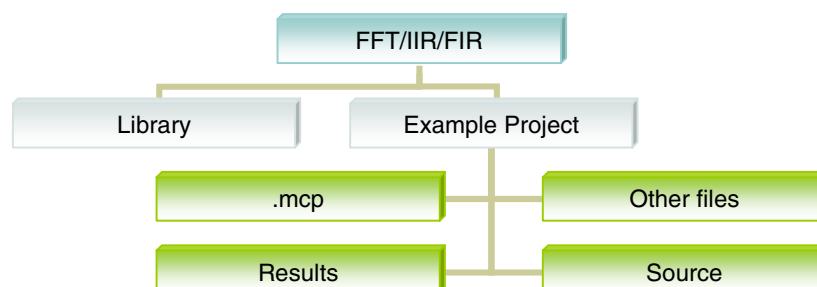 FFT/IIR/FIR
Library
Example Project
.mcp
Other files
Results
Source